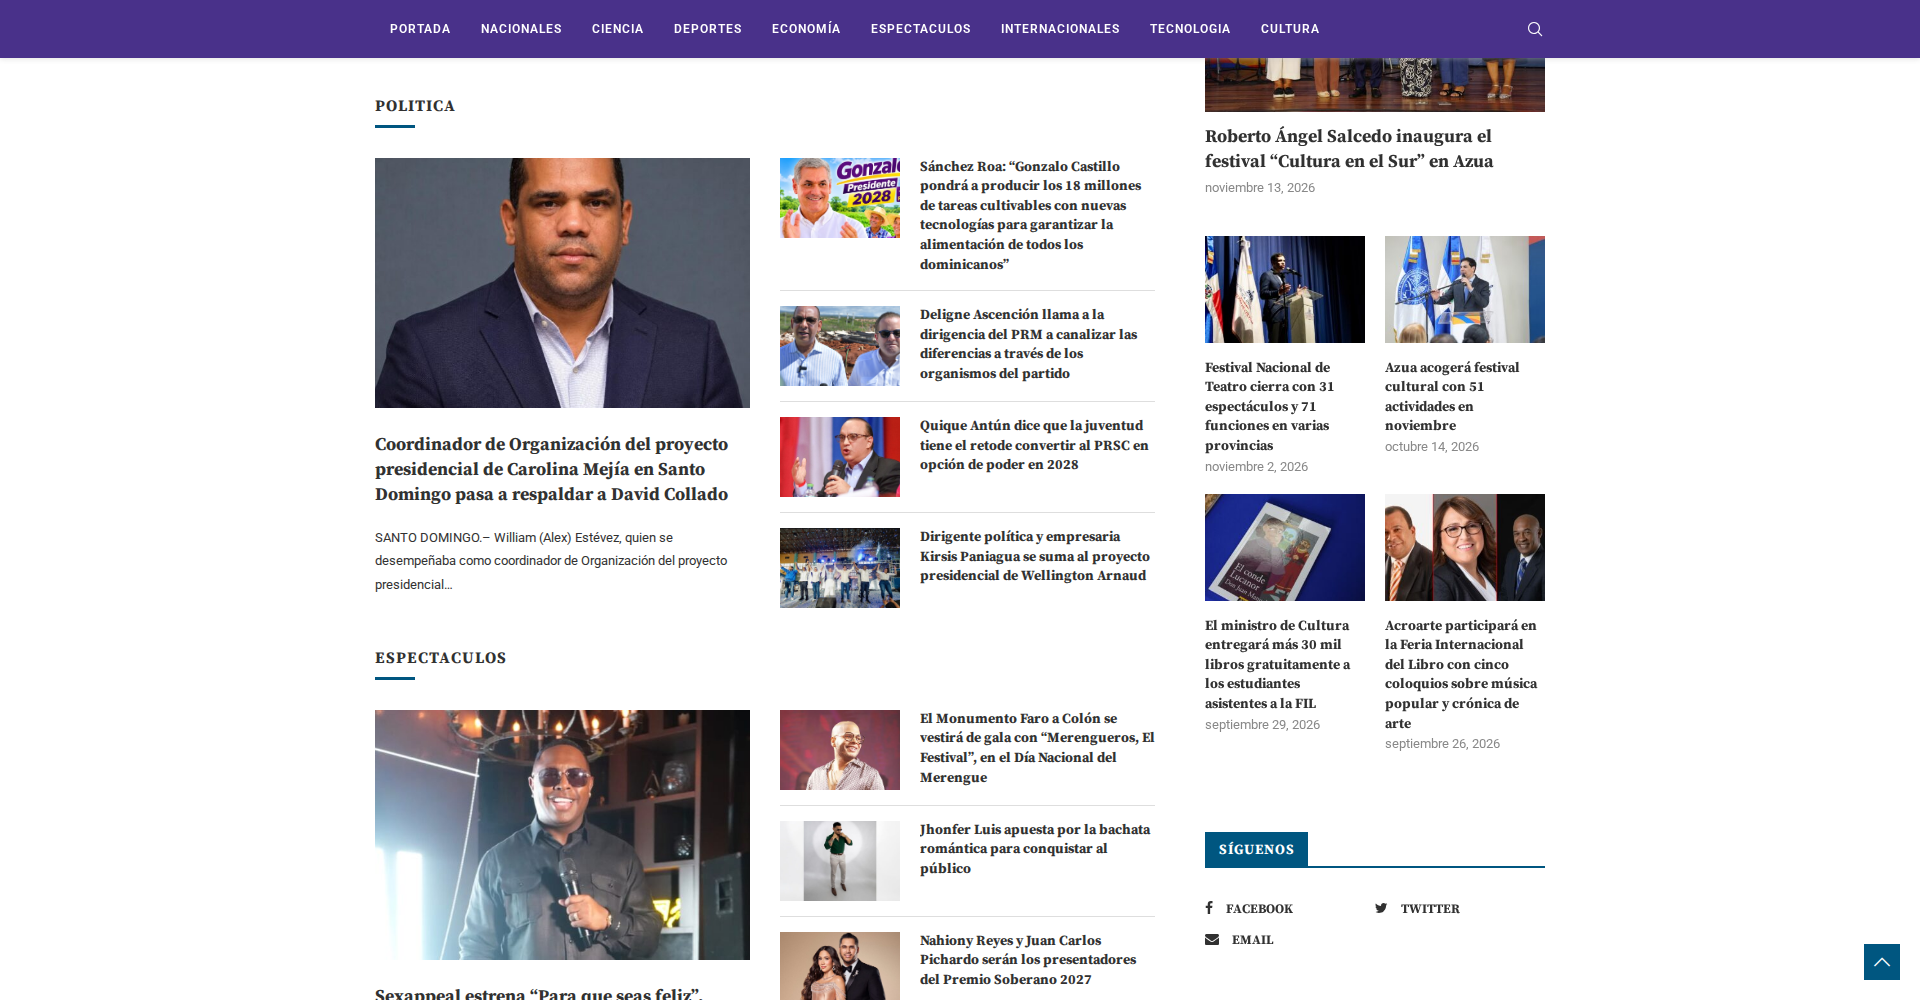 PORTADA NACIONALES CIENCIA DEPORTES ECONOMÍA ESPECTACULOS INTERNACIONALES TECNOLOGIA CULTURA
POLITICA
Coordinador de Organización del proyecto
presidencial de Carolina Mejía en Santo
Domingo pasa a respaldar a David Collado
SANTO DOMINGO.– William (Alex) Estévez, quien se
desempeñaba como coordinador de Organización del proyecto
presidencial...
Gonzalo
Presidente
2028
Sánchez Roa: “Gonzalo Castillo
pondrá a producir los 18 millones
de tareas cultivables con nuevas
tecnologías para garantizar la
alimentación de todos los
dominicanos”
Deligne Ascención llama a la
dirigencia del PRM a canalizar las
diferencias a través de los
organismos del partido
Quique Antún dice que la juventud
tiene el retode convertir al PRSC en
opción de poder en 2028
Dirigente política y empresaria
Kirsis Paniagua se suma al proyecto
presidencial de Wellington Arnaud
ESPECTACULOS
Sexappeal estrena “Para que seas feliz”,
El Monumento Faro a Colón se
vestirá de gala con “Merengueros, El
Festival”, en el Día Nacional del
Merengue
Jhonfer Luis apuesta por la bachata
romántica para conquistar al
público
Nahiony Reyes y Juan Carlos
Pichardo serán los presentadores
del Premio Soberano 2027
Roberto Ángel Salcedo inaugura el
festival “Cultura en el Sur” en Azua
noviembre 13, 2026
Festival Nacional de
Teatro cierra con 31
espectáculos y 71
funciones en varias
provincias
noviembre 2, 2026
Azua acogerá festival
cultural con 51
actividades en
noviembre
octubre 14, 2026
El conde
Lucanor
Don Juan Manuel
El ministro de Cultura
entregará más 30 mil
libros gratuitamente a
los estudiantes
asistentes a la FIL
septiembre 29, 2026
Acroarte participará en
la Feria Internacional
del Libro con cinco
coloquios sobre música
popular y crónica de
arte
septiembre 26, 2026
SÍGUENOS
FACEBOOK
TWITTER
EMAIL